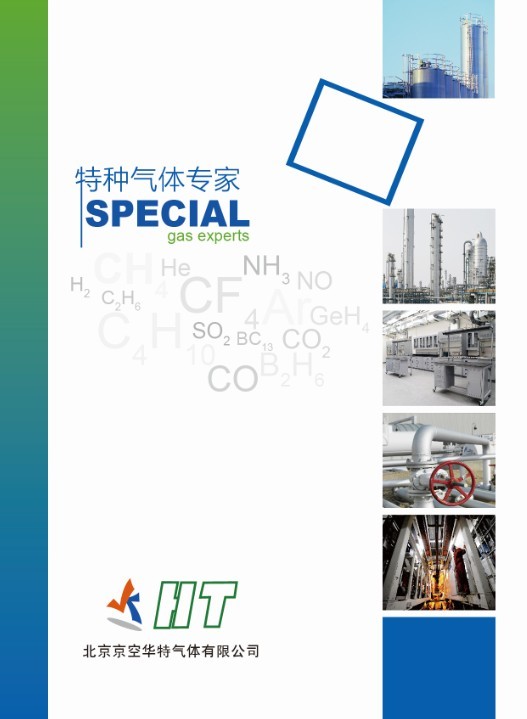 特种气体专家
SPECIAL
gas experts
CH4
He
NH3
NO
H2
C2H6
CF4
Ar
GeH4
C4H10
SO2
BC13
CO2
CO
B2H6
HT
北京京空华特气体有限公司